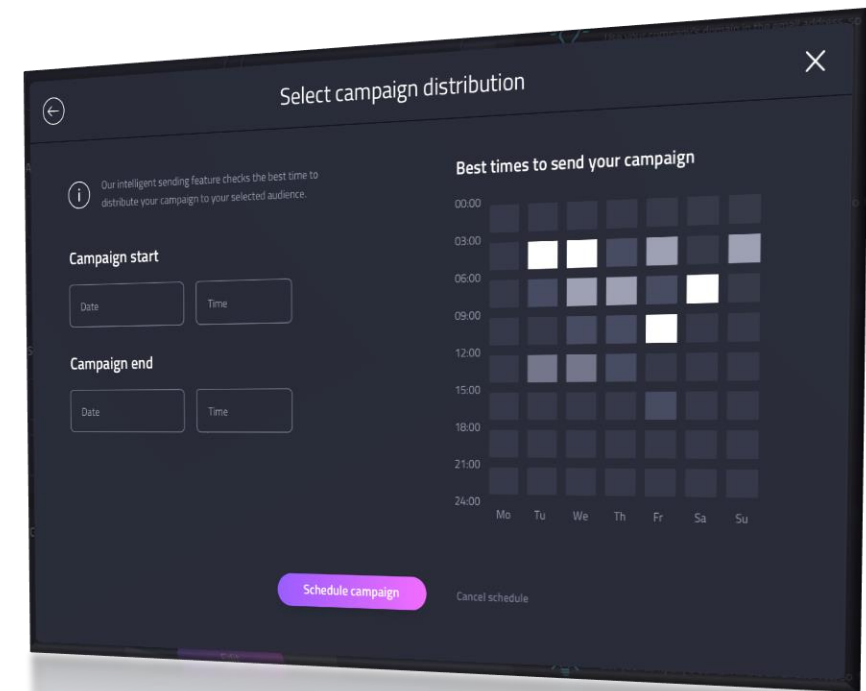 Select campaign distribution
Our intelligent sending feature checks the best time to
distribute your campaign to your selected audience.
Campaign start
Date
Time
Campaign end
Date
Time
Best times to send your campaign
00:00
03:00
06:00
09:00
12:00
15:00
18:00
21:00
24:00
Mo Tu We Th Fr Sa Su
Schedule campaign
Cancel schedule